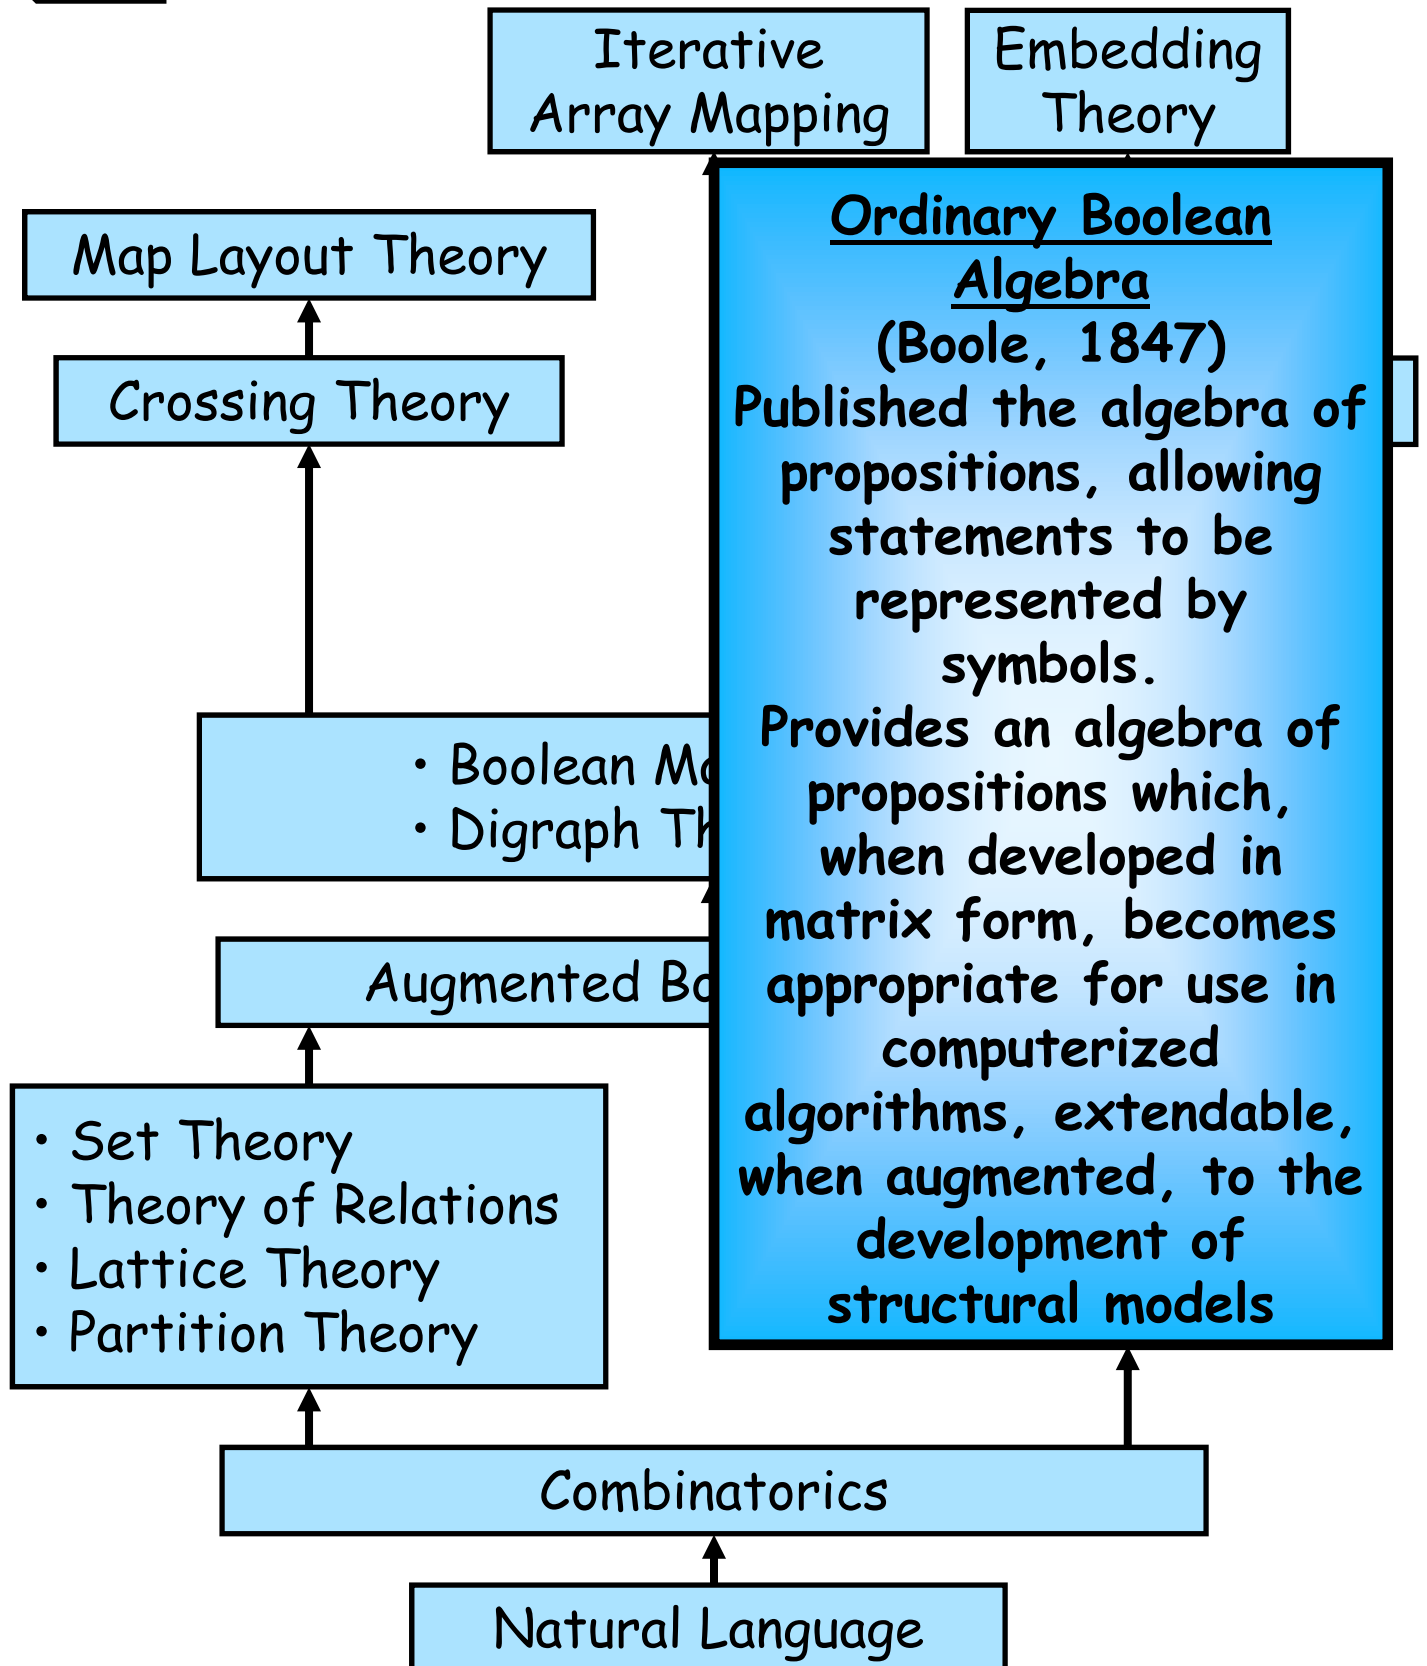 Iterative
Array Mapping
Embedding
Theory
Map Layout Theory
Crossing Theory
Ordinary Boolean
Algebra
(Boole, 1847)
Published the algebra of
propositions, allowing
statements to be
represented by
symbols.
Provides an algebra of
propositions which,
when developed in
matrix form, becomes
appropriate for use in
computerized
algorithms, extendable,
when augmented, to the
development of
structural models
• Boolean
• Digraph
Augmented
• Set Theory
• Theory of Relations
• Lattice Theory
• Partition Theory
Combinatorics
Natural Language